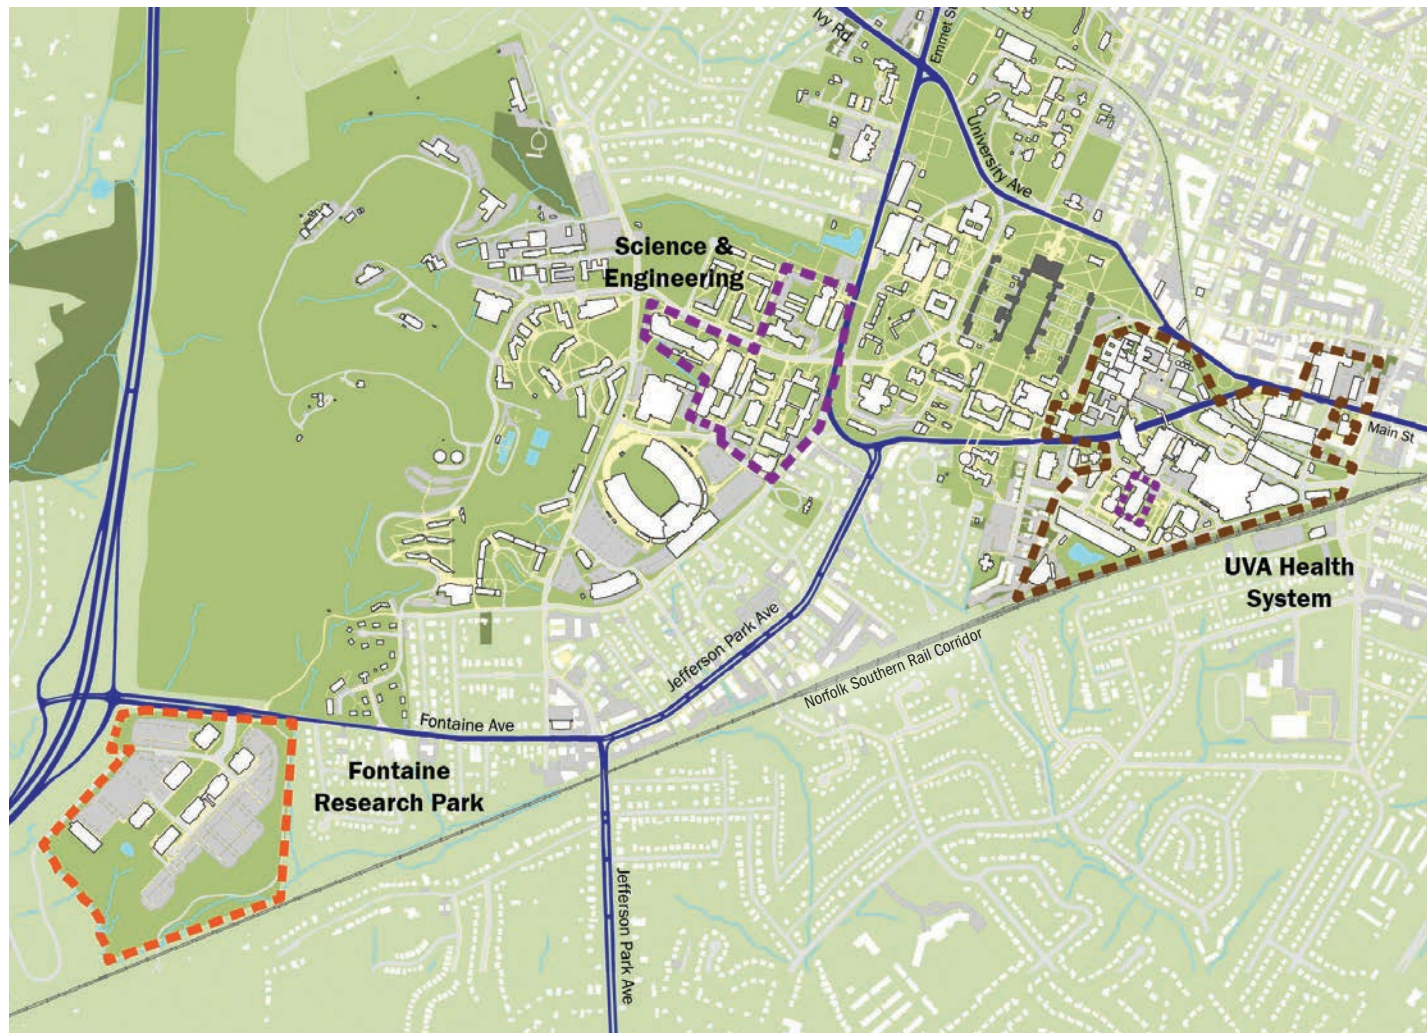 Ivy Rd
Emmet St
University Ave
Science &
Engineering
Main St
UVA Health
System
Jefferson Park Ave
Norfolk Southern Rail Corridor
Fontaine Ave
Fontaine
Research Park
Jefferson Park Ave